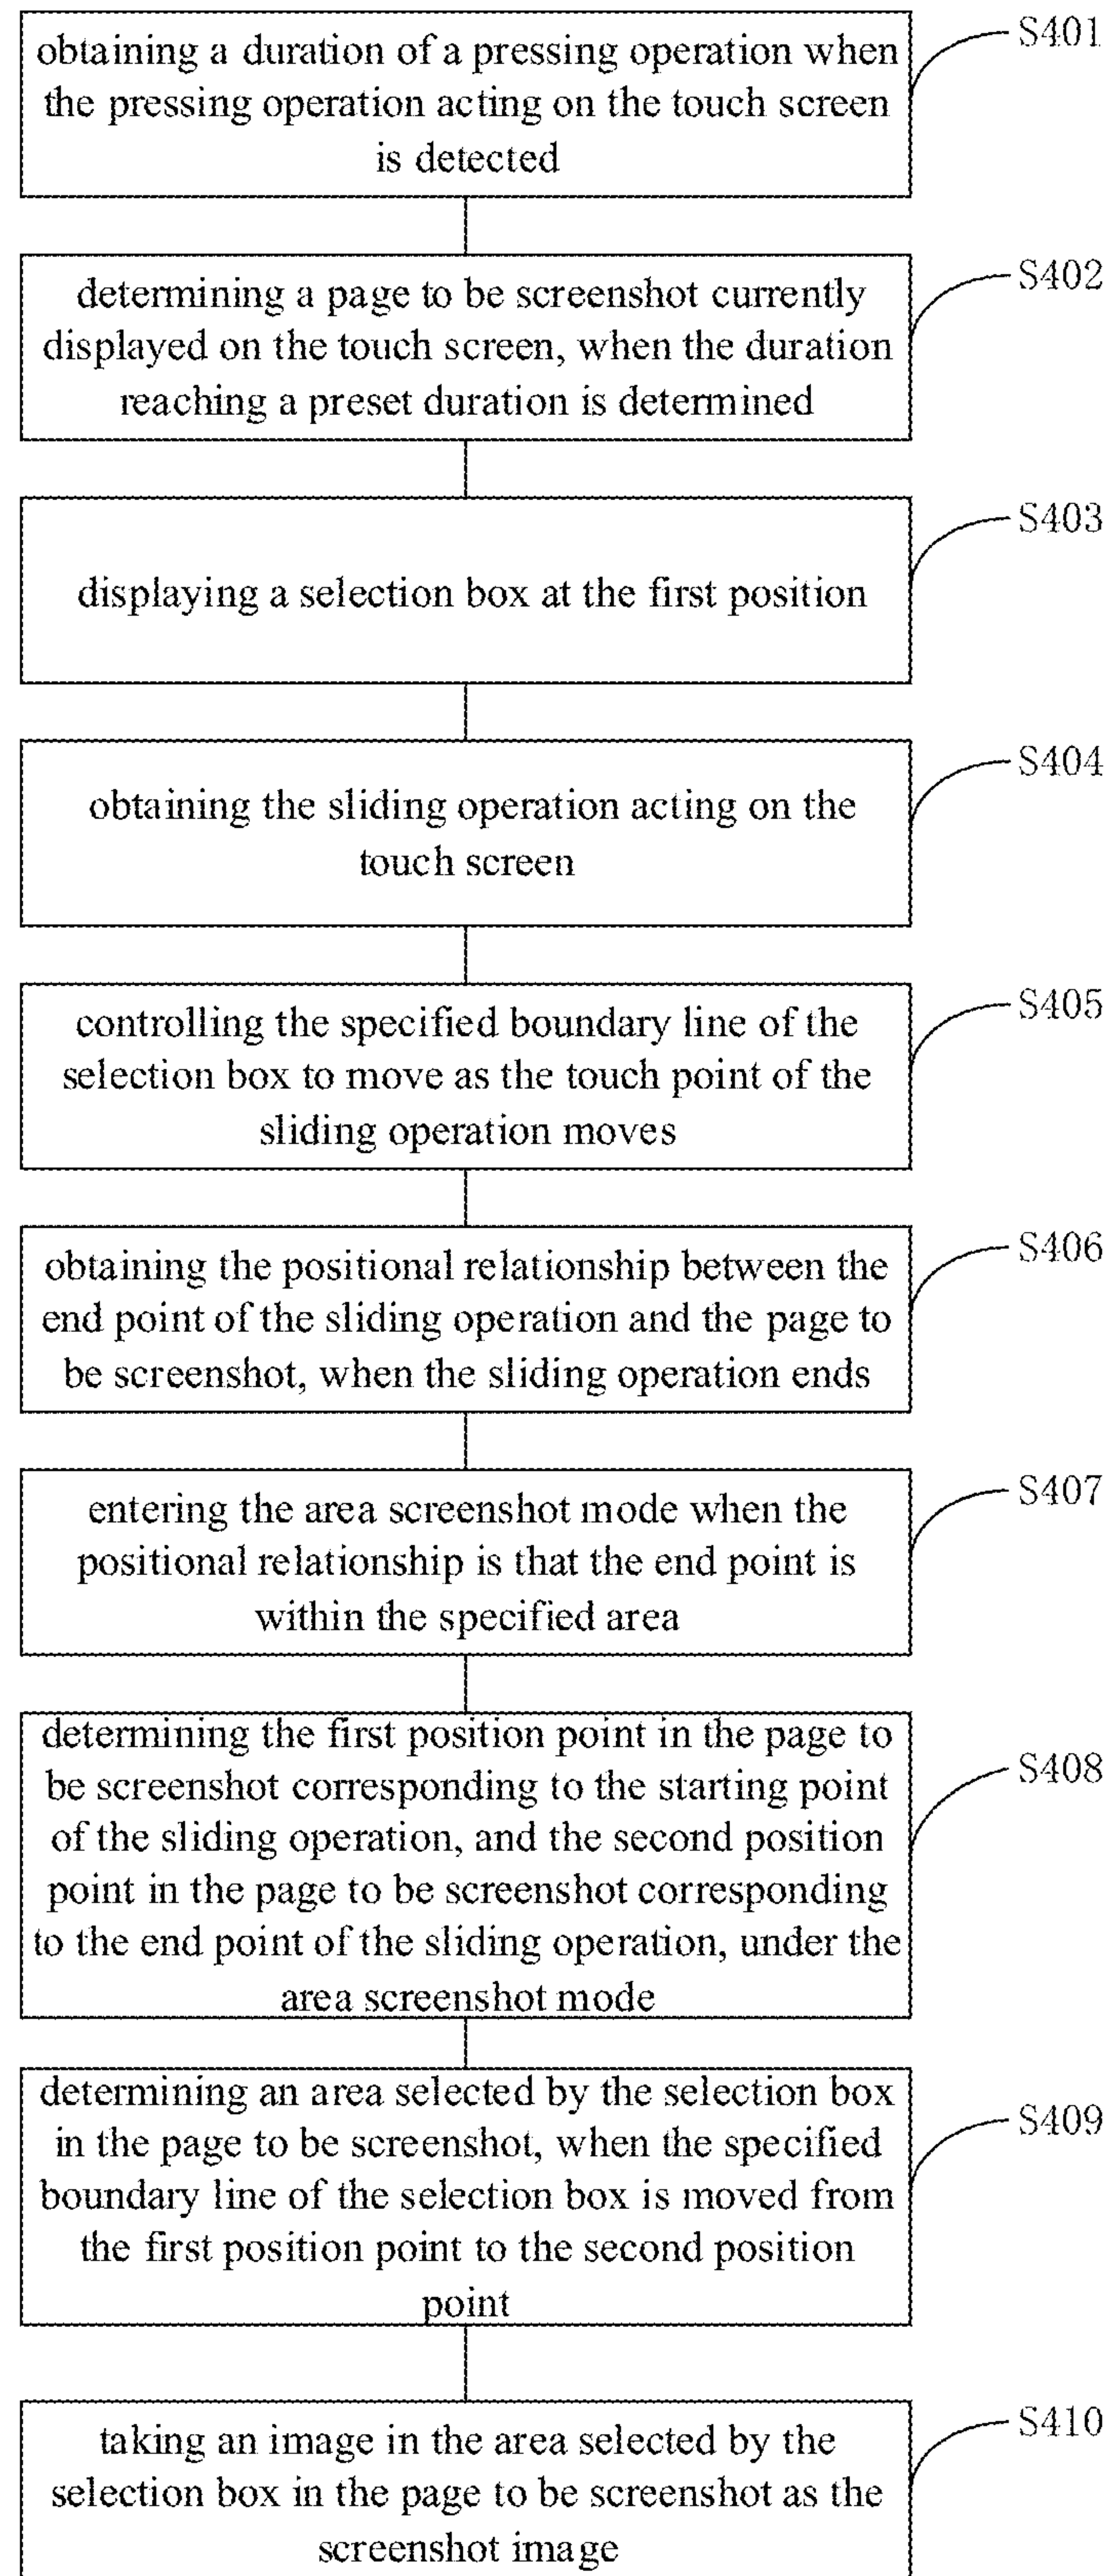 obtaining a duration of a pressing operation when
the pressing operation acting on the touch screen
is detected
S401
determining a page to be screenshot currently
displayed on the touch screen, when the duration
reaching a preset duration is determined
S402
displaying a selection box at the first position
S403
obtaining the sliding operation acting on the
touch screen
S404
controlling the specified boundary line of the
selection box to move as the touch point of the
sliding operation moves
S405
obtaining the positional relationship between the
end point of the sliding operation and the page to
be screenshot, when the sliding operation ends
S406
entering the area screenshot mode when the
positional relationship is that the end point is
within the specified area
S407
determining the first position point in the page to
be screenshot corresponding to the starting point
of the sliding operation, and the second position
point in the page to be screenshot corresponding
to the end point of the sliding operation, under the
area screenshot mode
S408
determining an area selected by the selection box
in the page to be screenshot, when the specified
boundary line of the selection box is moved from
the first position point to the second position
point
S409
taking an image in the area selected by the
selection box in the page to be screenshot as the
screenshot image
S410